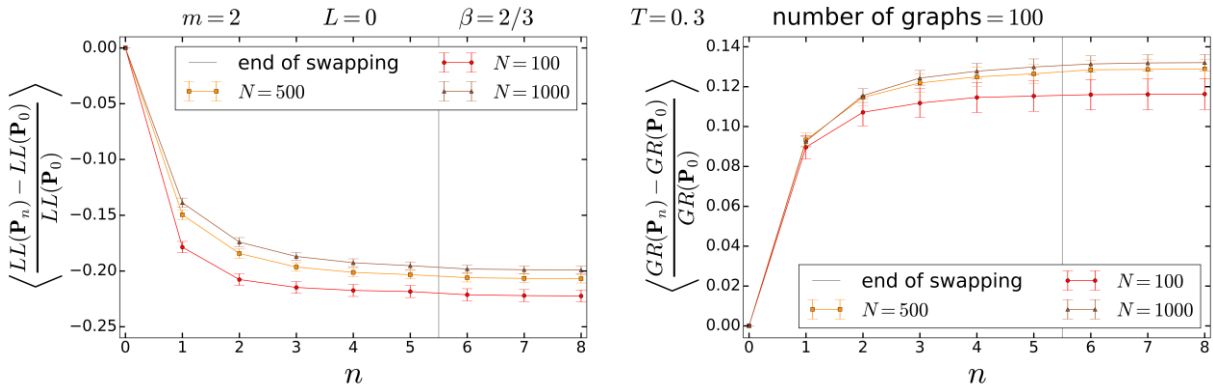 m = 2 L = 0 β = 2/3 T = 0.3 number of graphs = 100
0.00
−0.05
−0.10
−0.15
−0.20
−0.25
⟨(LL(P_n) − LL(P_0)) / LL(P_0)⟩
end of swapping
N = 500
N = 100
N = 1000
0 1 2 3 4 5 6 7 8
n
0.14
0.12
0.10
0.08
0.06
0.04
0.02
0.00
⟨(GR(P_n) − GR(P_0)) / GR(P_0)⟩
end of swapping
N = 500
N = 100
N = 1000
0 1 2 3 4 5 6 7 8
n